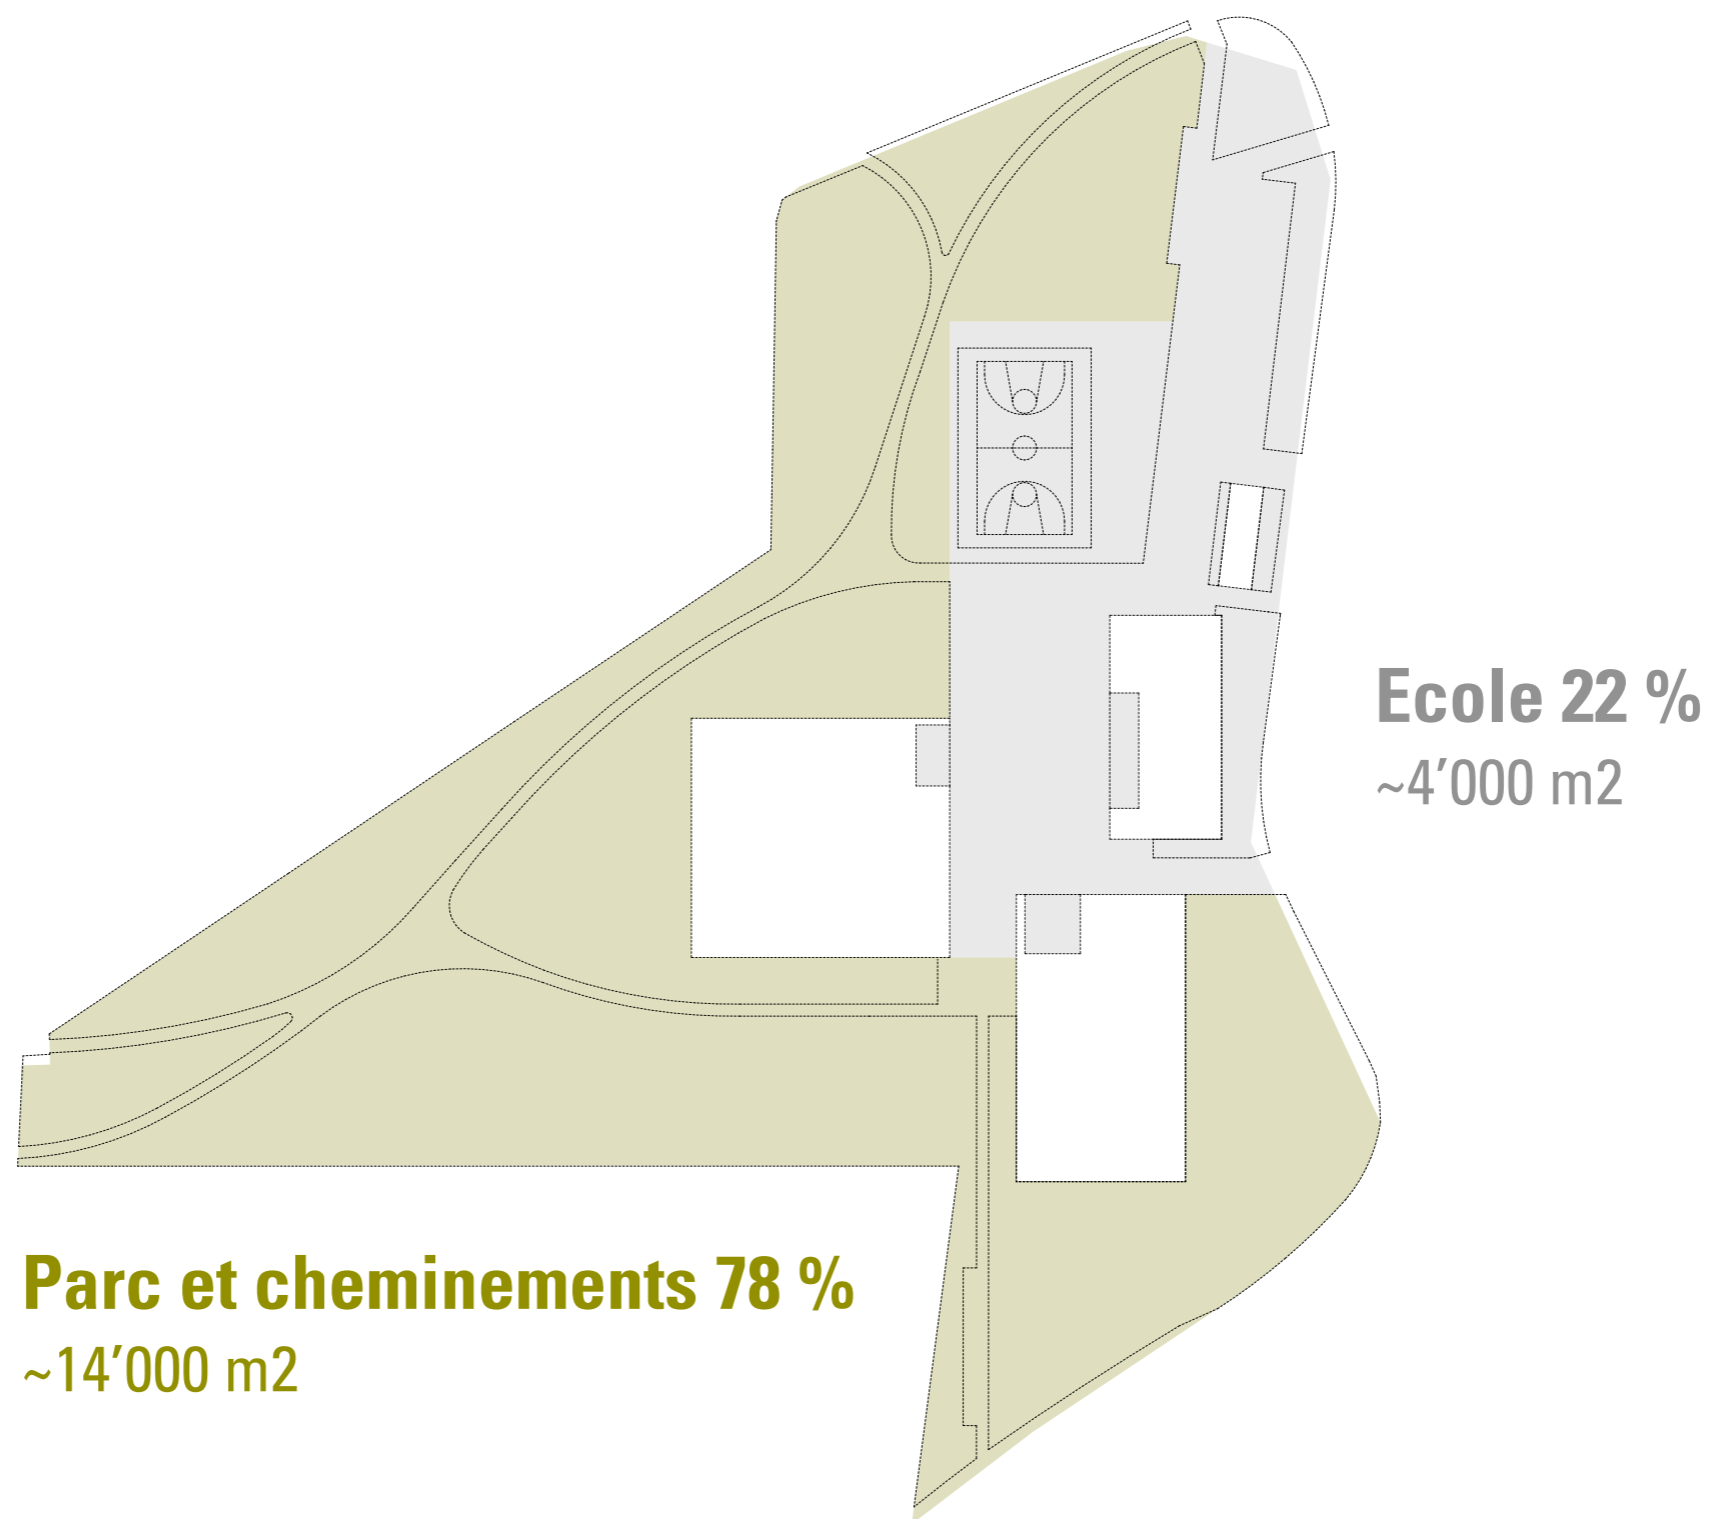 Ecole 22 %
~4’000 m2
Parc et cheminements 78 %
~14’000 m2